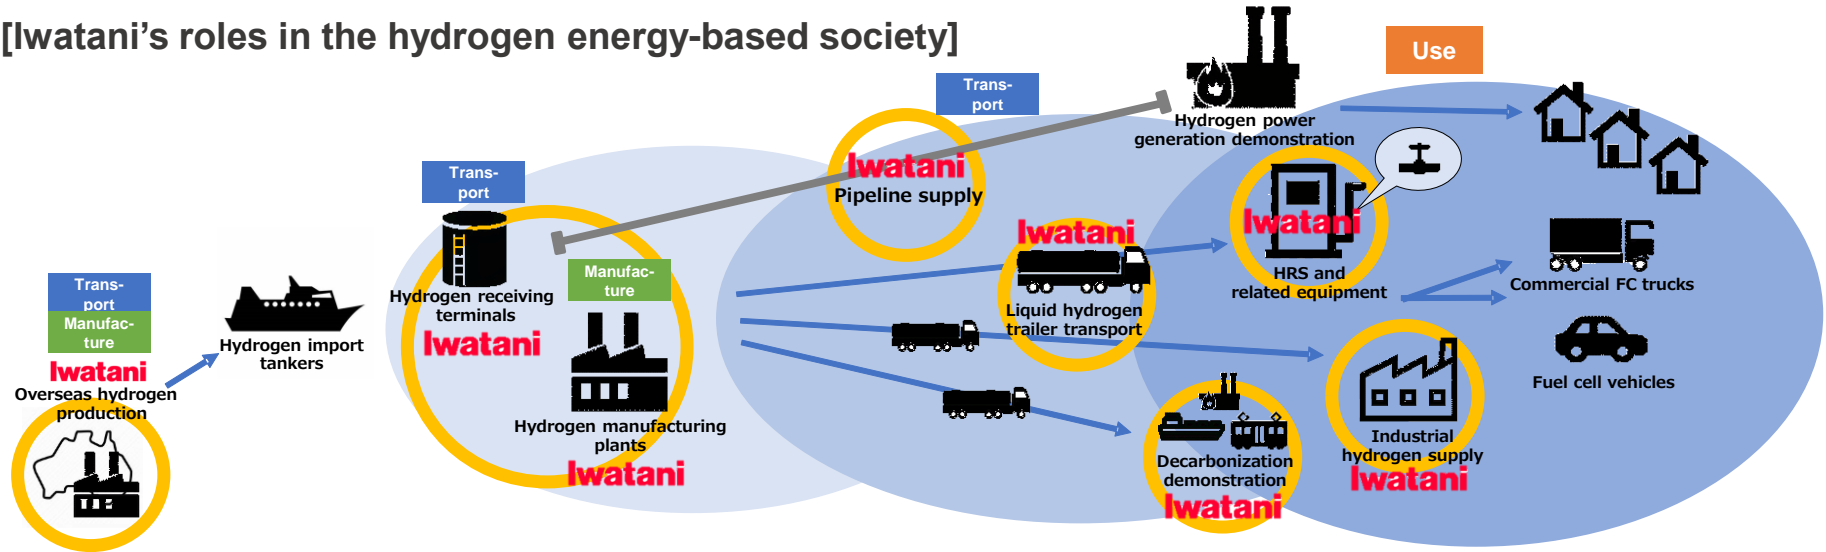 [Iwatani’s roles in the hydrogen energy-based society]
Trans-
port
Manufac-
ture
Iwatani
Overseas hydrogen
production
Hydrogen import
tankers
Trans-
port
Hydrogen receiving
terminals
Iwatani
Manufac-
ture
Hydrogen manufacturing
plants
Iwatani
Trans-
port
Iwatani
Pipeline supply
Iwatani
Liquid hydrogen
trailer transport
Hydrogen power
generation demonstration
Use
Iwatani
HRS and
related equipment
Commercial FC trucks
Fuel cell vehicles
Industrial
hydrogen supply
Iwatani
Decarbonization
demonstration
Iwatani